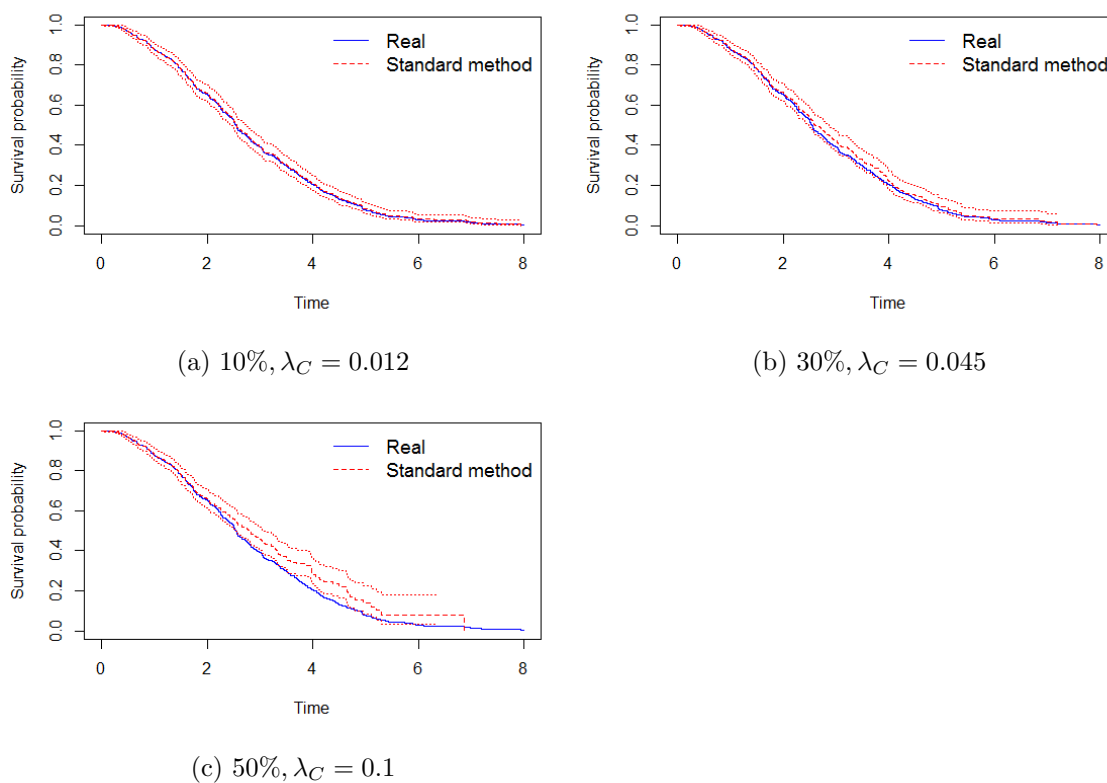 Survival probability
0.0 0.2 0.4 0.6 0.8 1.0
Real
Standard method
0 2 4 6 8
Time
(a) 10%, λ_C = 0.012
Survival probability
0.0 0.2 0.4 0.6 0.8 1.0
Real
Standard method
0 2 4 6 8
Time
(b) 30%, λ_C = 0.045
Survival probability
0.0 0.2 0.4 0.6 0.8 1.0
Real
Standard method
0 2 4 6 8
Time
(c) 50%, λ_C = 0.1